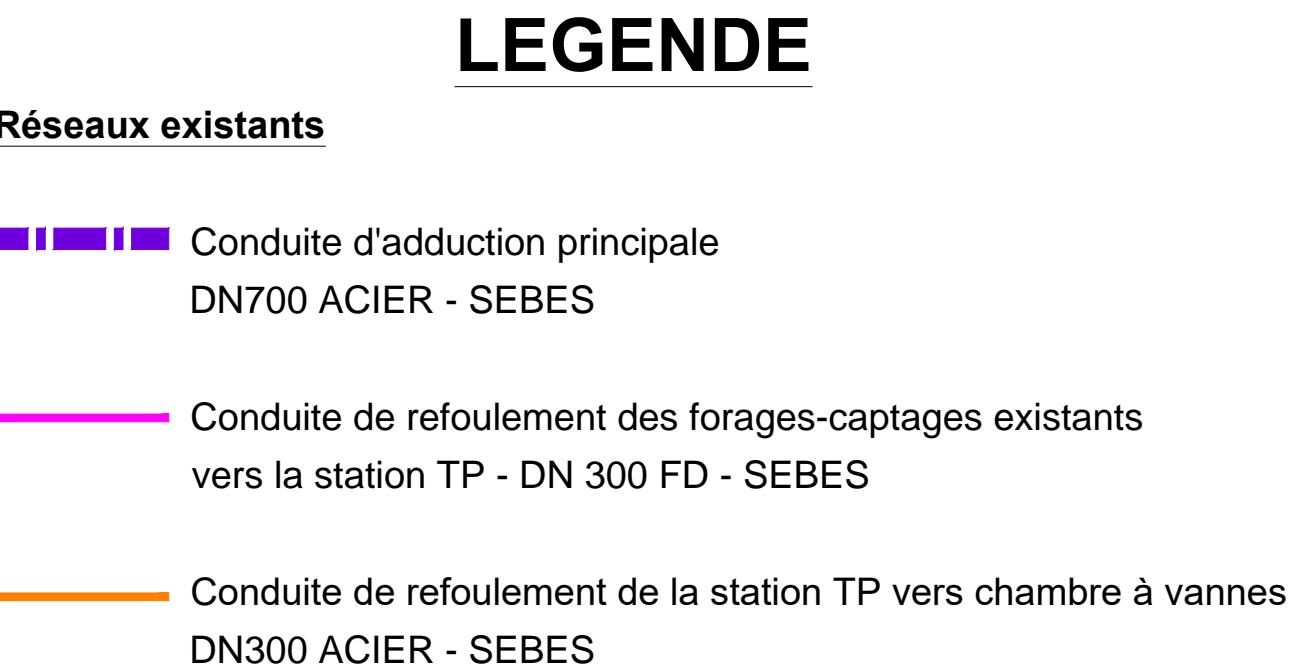 LEGENDE
Réseaux existants
Conduite d'adduction principale
DN700 ACIER - SEBES
Conduite de refoulement des forages-captages existants
vers la station TP - DN 300 FD - SEBES
Conduite de refoulement de la station TP vers chambre à vannes
DN300 ACIER - SEBES